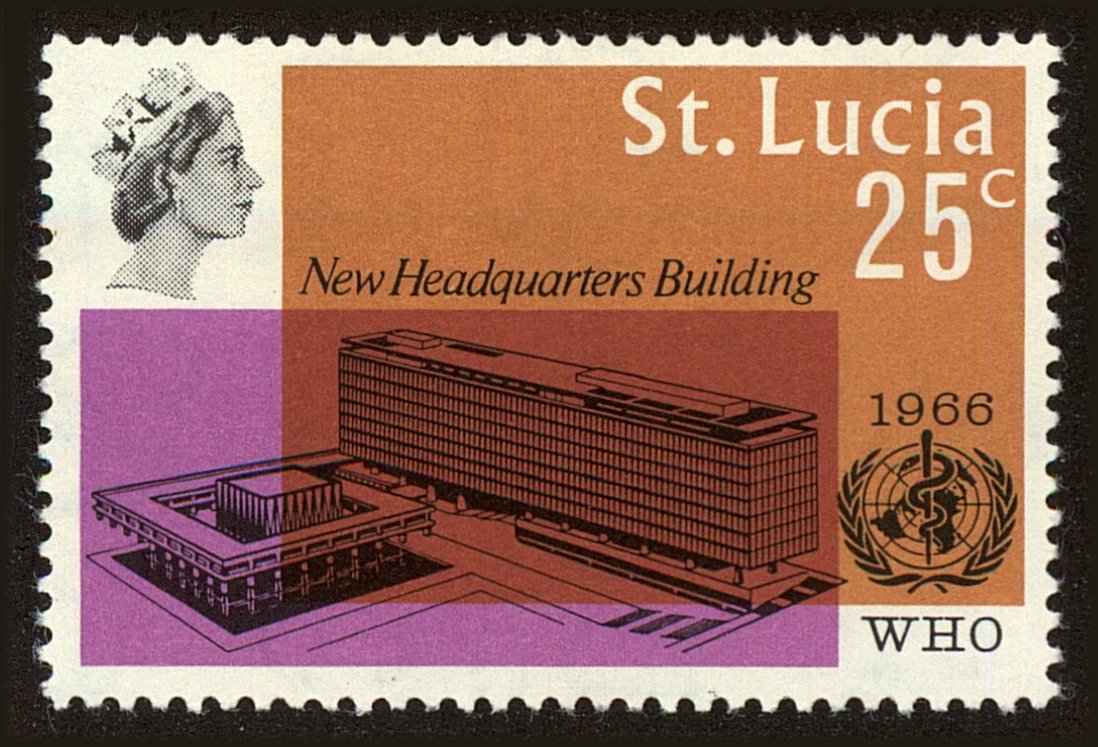 St. Lucia
25c
New Headquarters Building
1966
WHO